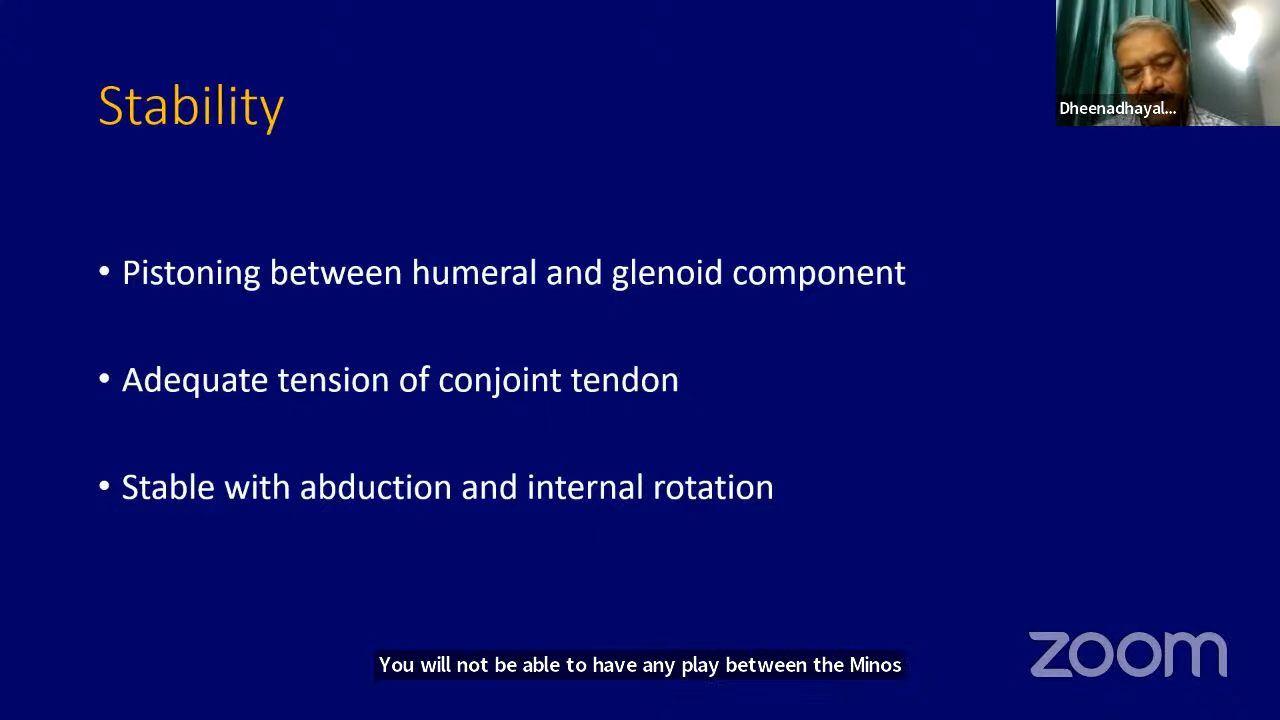 Dheenadhayal...
Stability
• Pistoning between humeral and glenoid component
• Adequate tension of conjoint tendon
• Stable with abduction and internal rotation
You will not be able to have any play between the Minos
zoom